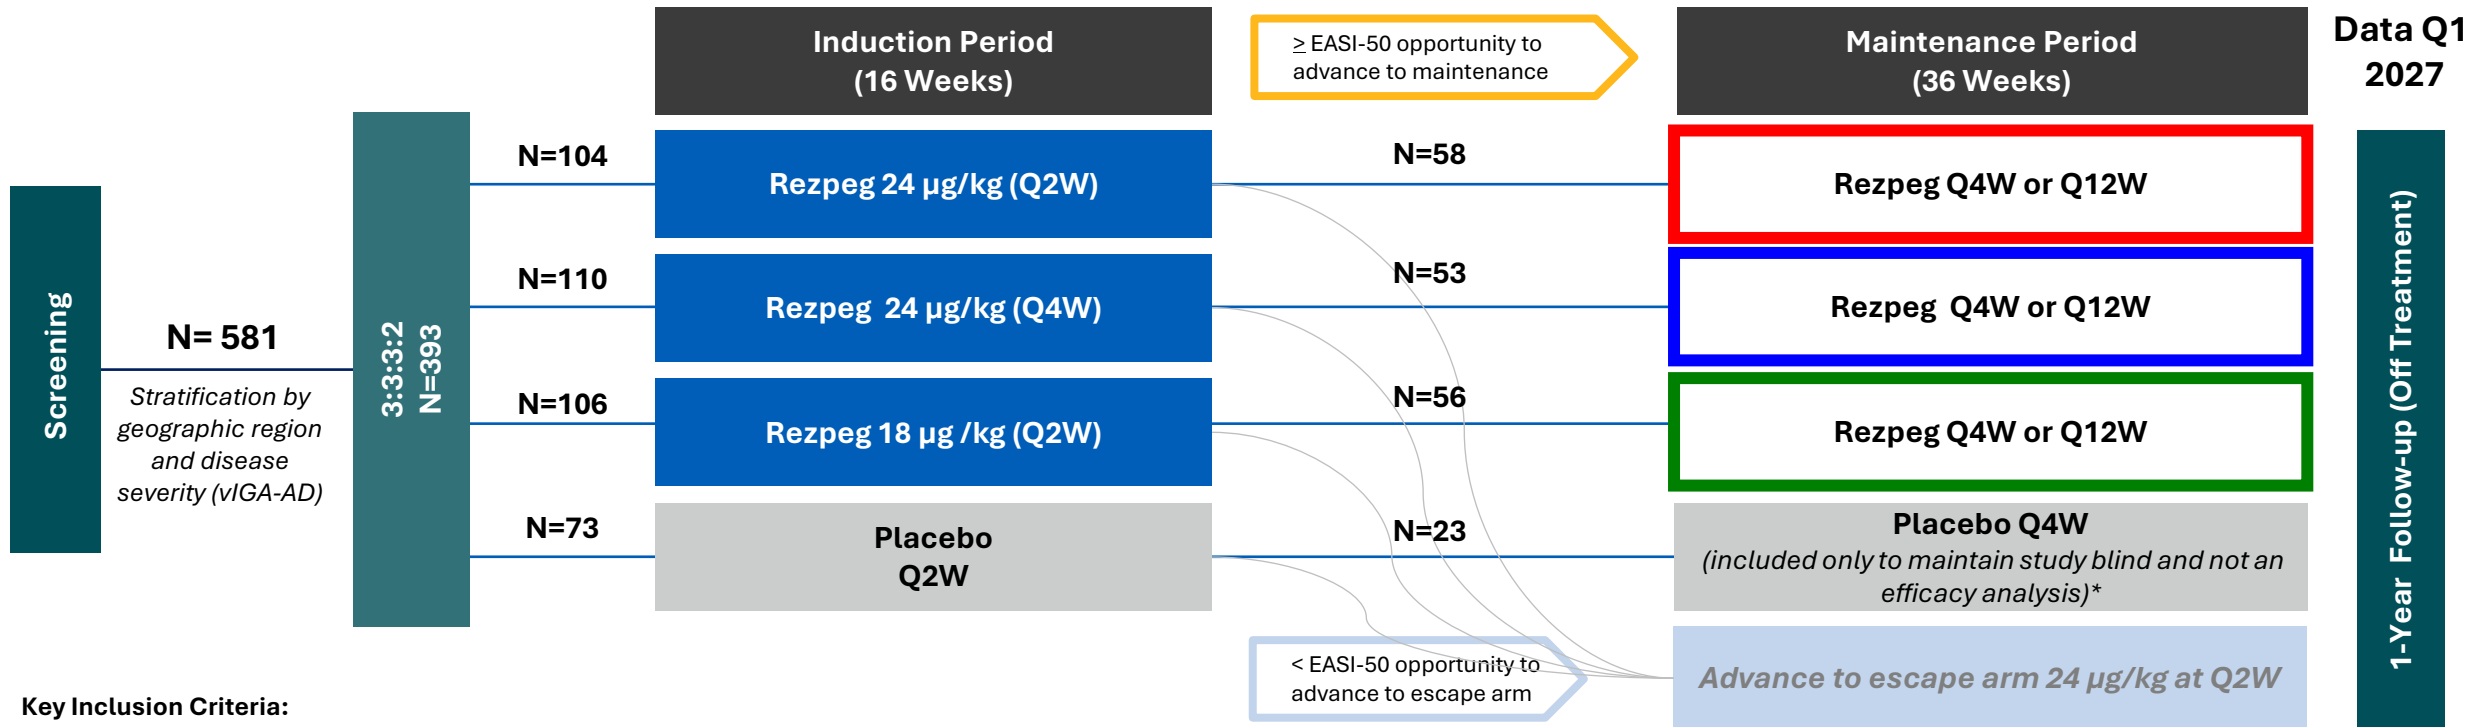 Induction Period
(16 Weeks)
≥ EASI-50 opportunity to
advance to maintenance
Maintenance Period
(36 Weeks)
Data Q1
2027
Screening
N= 581
Stratification by
geographic region
and disease
severity (vIGA-AD)
3:3:3:2
N=393
N=104
Rezpeg 24 µg/kg (Q2W)
N=58
Rezpeg Q4W or Q12W
N=110
Rezpeg 24 µg/kg (Q4W)
N=53
Rezpeg Q4W or Q12W
N=106
Rezpeg 18 µg /kg (Q2W)
N=56
Rezpeg Q4W or Q12W
N=73
Placebo
Q2W
N=23
Placebo Q4W
(included only to maintain study blind and not an
efficacy analysis)*
< EASI-50 opportunity to
advance to escape arm
Advance to escape arm 24 µg/kg at Q2W
1-Year Follow-up (Off Treatment)
Key Inclusion Criteria: